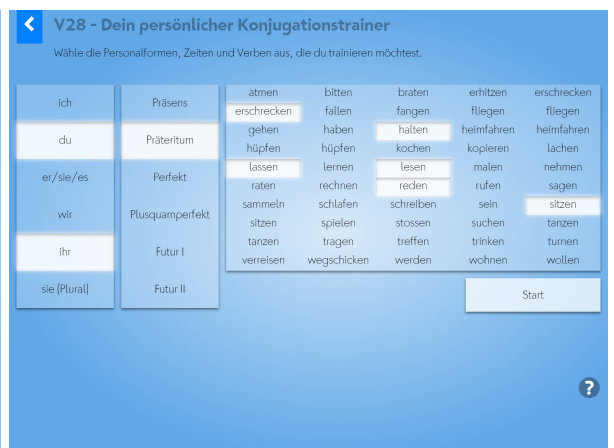 V28 - Dein persönlicher Konjugationstrainer
Wähle die Personalformen, Zeiten und Verben aus, die du trainieren möchtest.
ich
du
er/sie/es
wir
ihr
sie (Plural)
Präsens
Präteritum
Perfekt
Plusquamperfekt
Futur I
Futur II
atmen bitten braten erhitzen erschrecken
erschrecken fallen fangen fliegen fliegen
gehen haben halten heimfahren heimfahren
hüpfen hüpfen kochen kopieren lachen
lassen lernen lesen malen nehmen
raten rechnen reden rufen sagen
sammeln schlafen schreiben sein sitzen
sitzen spielen stossen suchen tanzen
tanzen tragen treffen trinken turnen
verreisen wegschicken werden wohnen wollen
Start
?